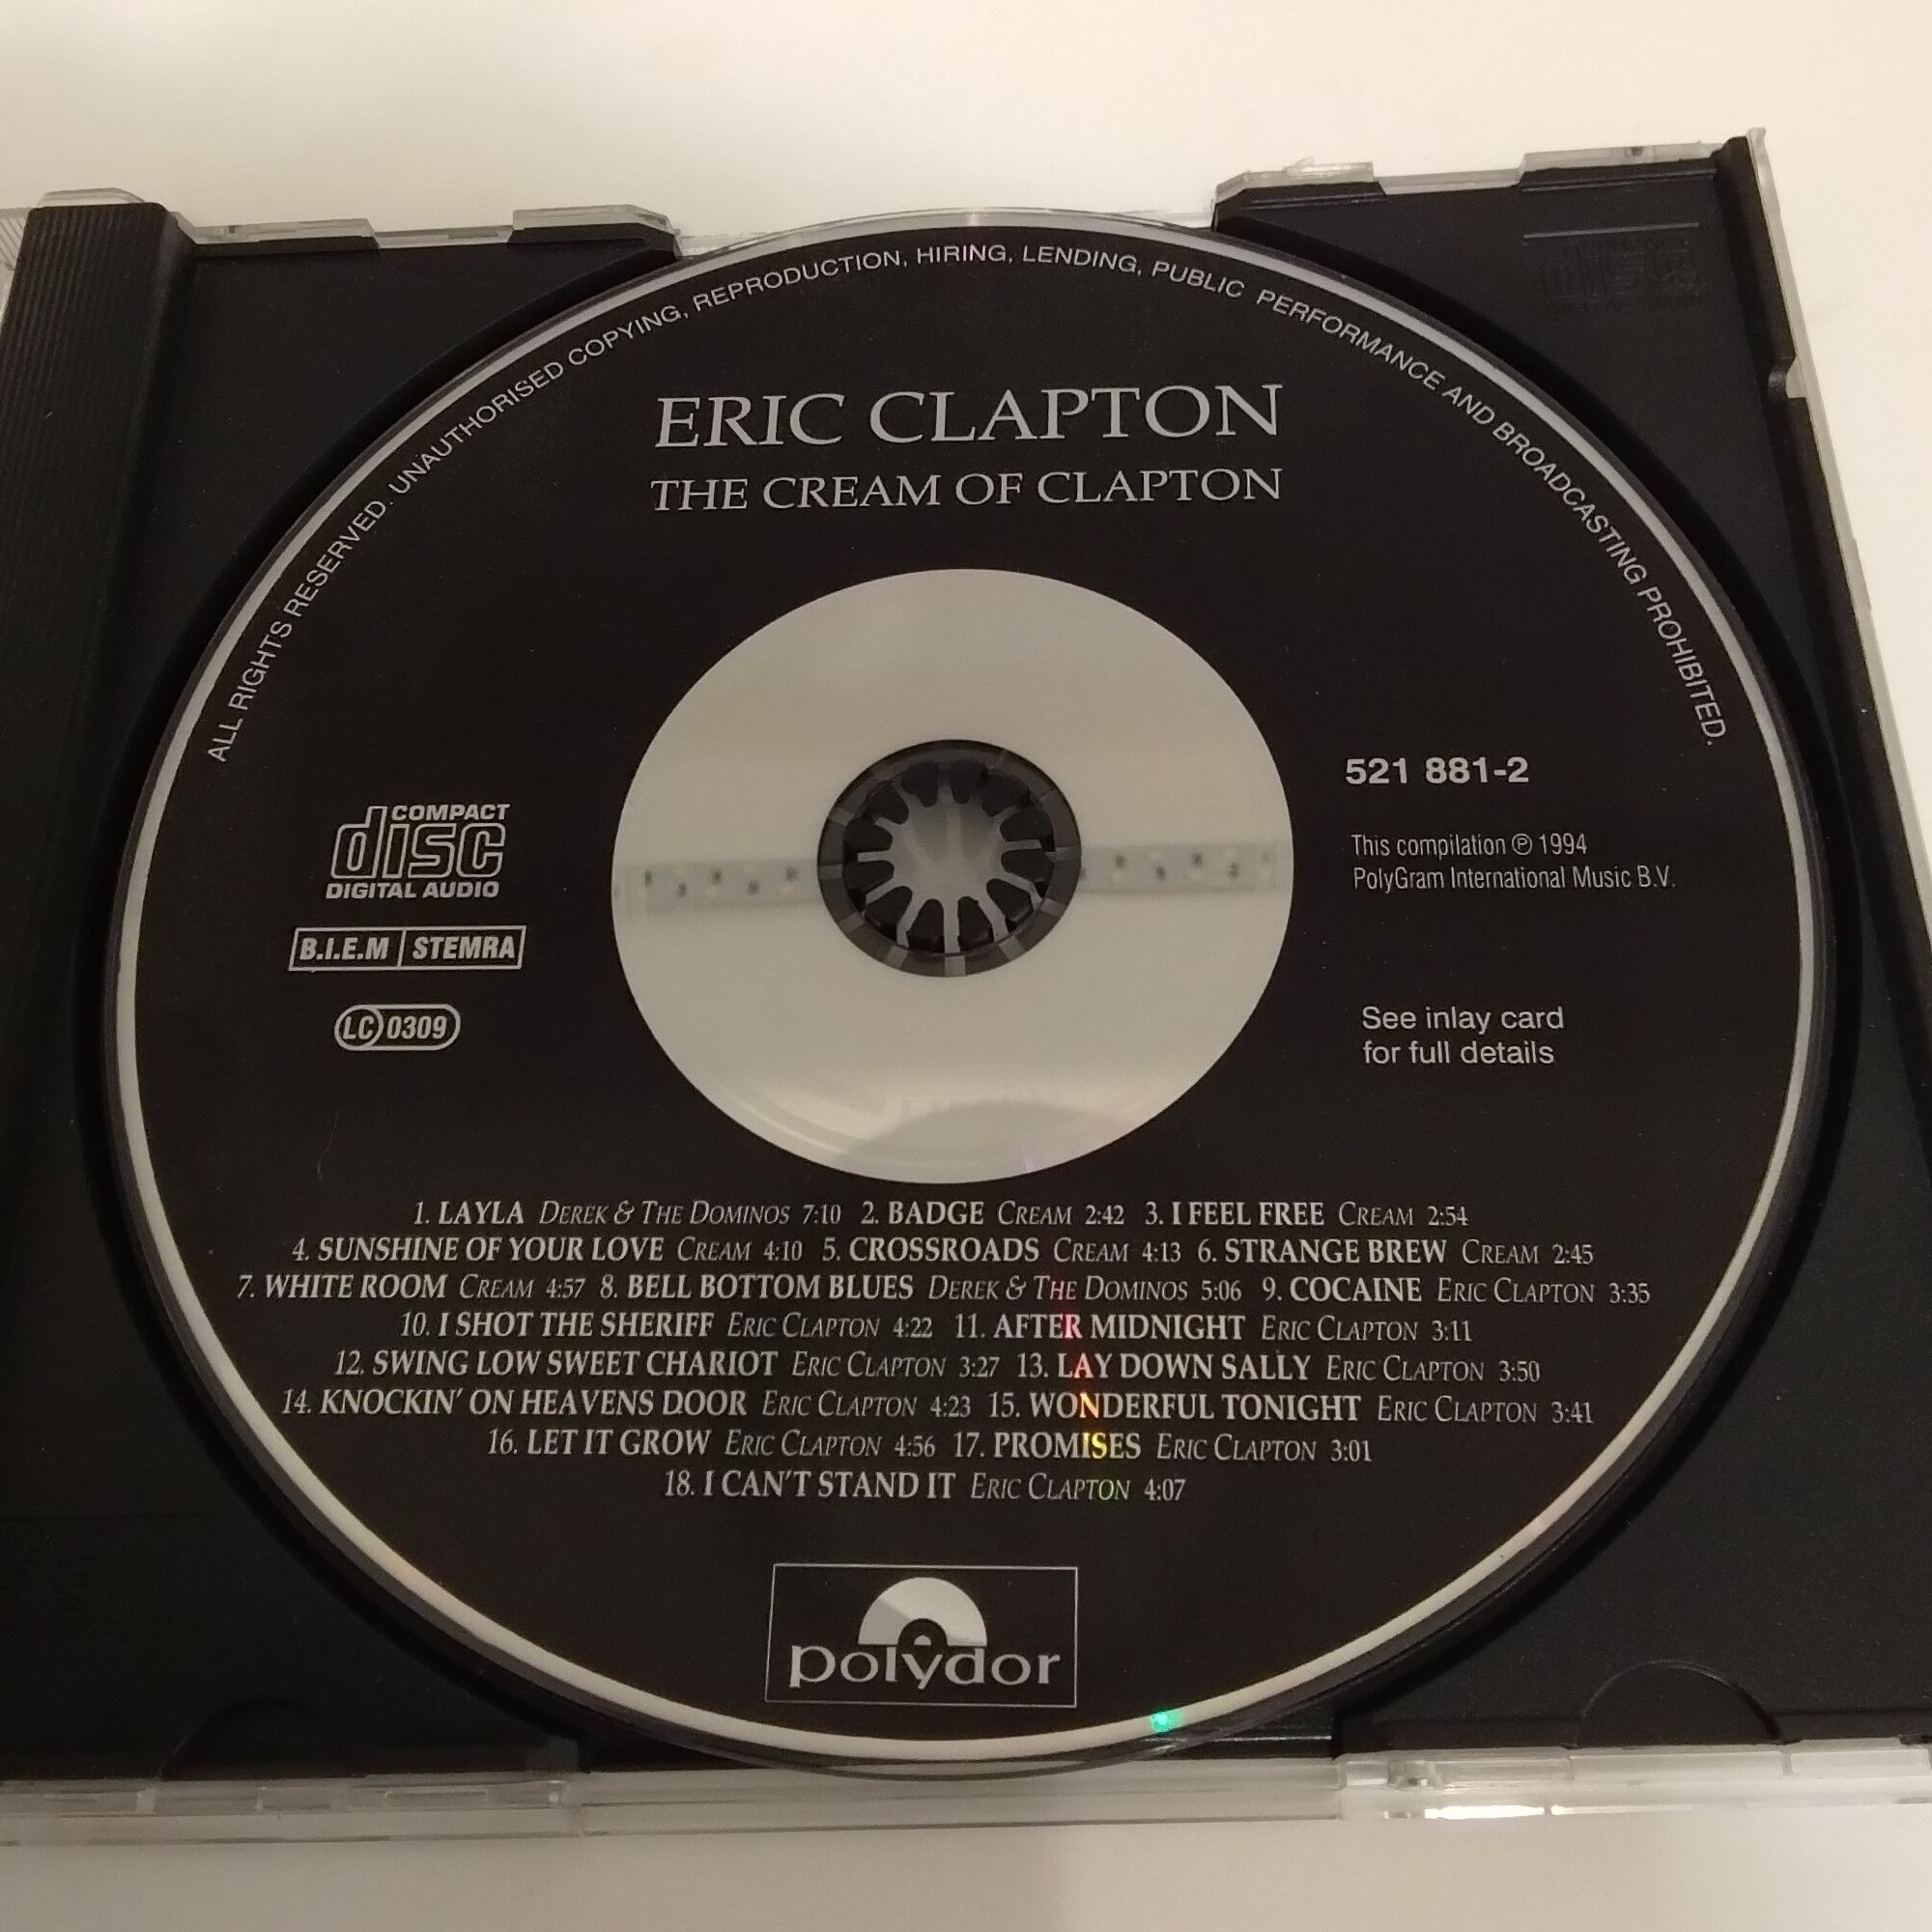 ALL RIGHTS RESERVED. UNAUTHORISED COPYING, REPRODUCTION, HIRING, LENDING, PUBLIC PERFORMANCE AND BROADCASTING PROHIBITED.
ERIC CLAPTON
THE CREAM OF CLAPTON
COMPACT
disc
DIGITAL AUDIO
B.I.E.M STEMRA
LC 0309
521 881-2
This compilation ℗ 1994
PolyGram International Music B.V.
See inlay card
for full details
1. LAYLA DEREK & THE DOMINOS 7:10 2. BADGE CREAM 2:42 3. I FEEL FREE CREAM 2:54
4. SUNSHINE OF YOUR LOVE CREAM 4:10 5. CROSSROADS CREAM 4:13 6. STRANGE BREW CREAM 2:45
7. WHITE ROOM CREAM 4:57 8. BELL BOTTOM BLUES DEREK & THE DOMINOS 5:06 9. COCAINE ERIC CLAPTON 3:35
10. I SHOT THE SHERIFF ERIC CLAPTON 4:22 11. AFTER MIDNIGHT ERIC CLAPTON 3:11
12. SWING LOW SWEET CHARIOT ERIC CLAPTON 3:27 13. LAY DOWN SALLY ERIC CLAPTON 3:50
14. KNOCKIN' ON HEAVENS DOOR ERIC CLAPTON 4:23 15. WONDERFUL TONIGHT ERIC CLAPTON 3:41
16. LET IT GROW ERIC CLAPTON 4:56 17. PROMISES ERIC CLAPTON 3:01
18. I CAN'T STAND IT ERIC CLAPTON 4:07
polydor